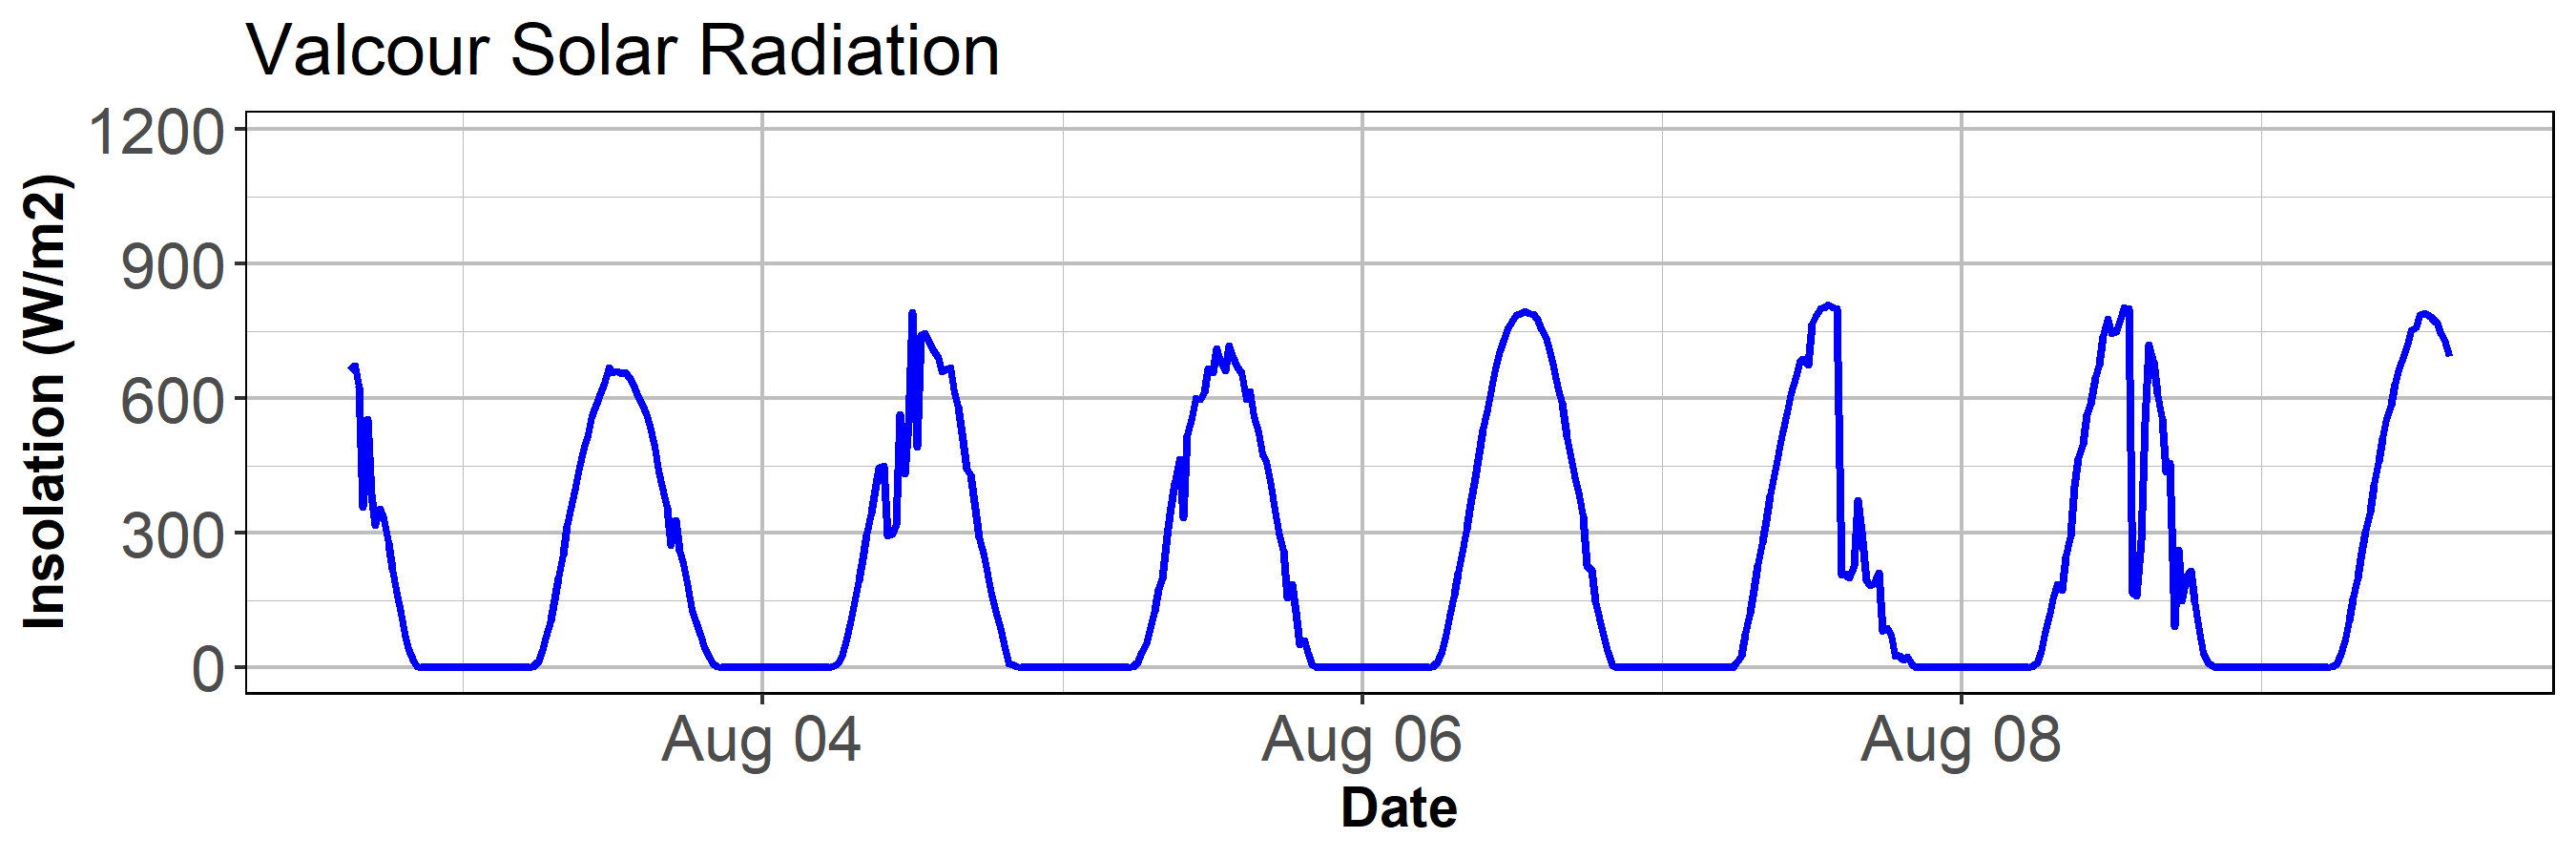 Valcour Solar Radiation
1200
900
600
300
0
Insolation (W/m2)
Aug 04
Aug 06
Aug 08
Date